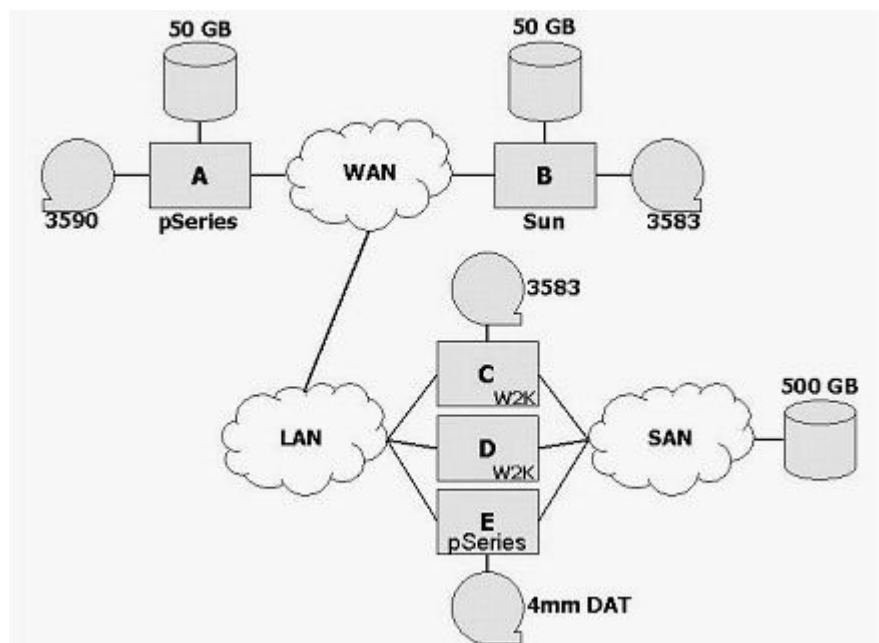 50 GB
50 GB
A
WAN
B
3590
pSeries
Sun
3583
3583
C
W2K
500 GB
LAN
D
W2K
SAN
E
pSeries
4mm DAT